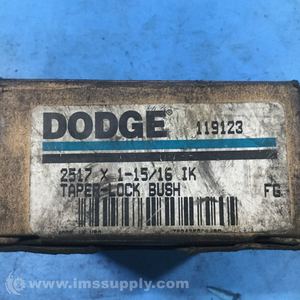 DODGE® 119123
2517 X 1-15/16 IK
TAPER-LOCK BUSH FG
© www.imssupply.com